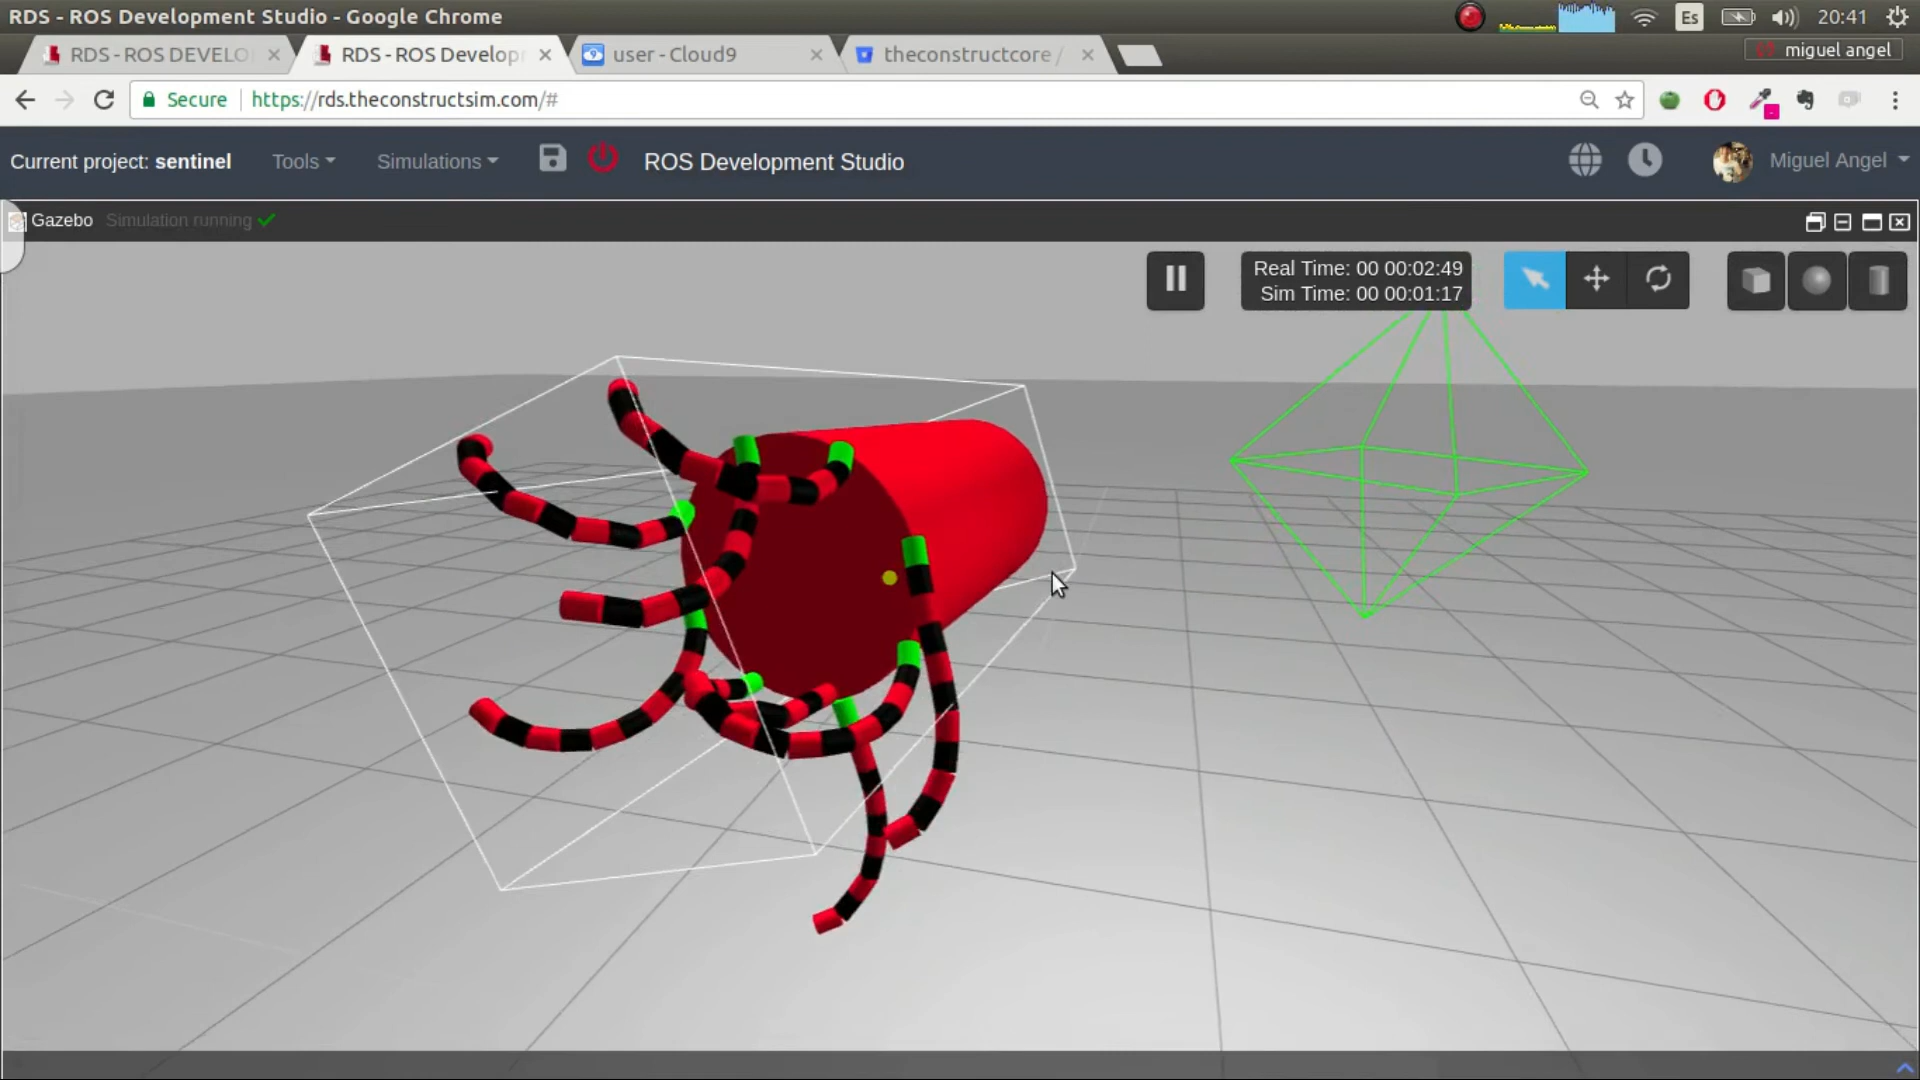 RDS - ROS Development Studio - Google Chrome
Es
20:41
RDS - ROS DEVELO
RDS - ROS Develop
user - Cloud9
theconstructcore /
miguel angel
Secure
https://rds.theconstructsim.com/#
Current project: sentinel
Tools
Simulations
ROS Development Studio
Miguel Angel
Gazebo
Simulation running
Real Time: 00 00:02:49
Sim Time: 00 00:01:17